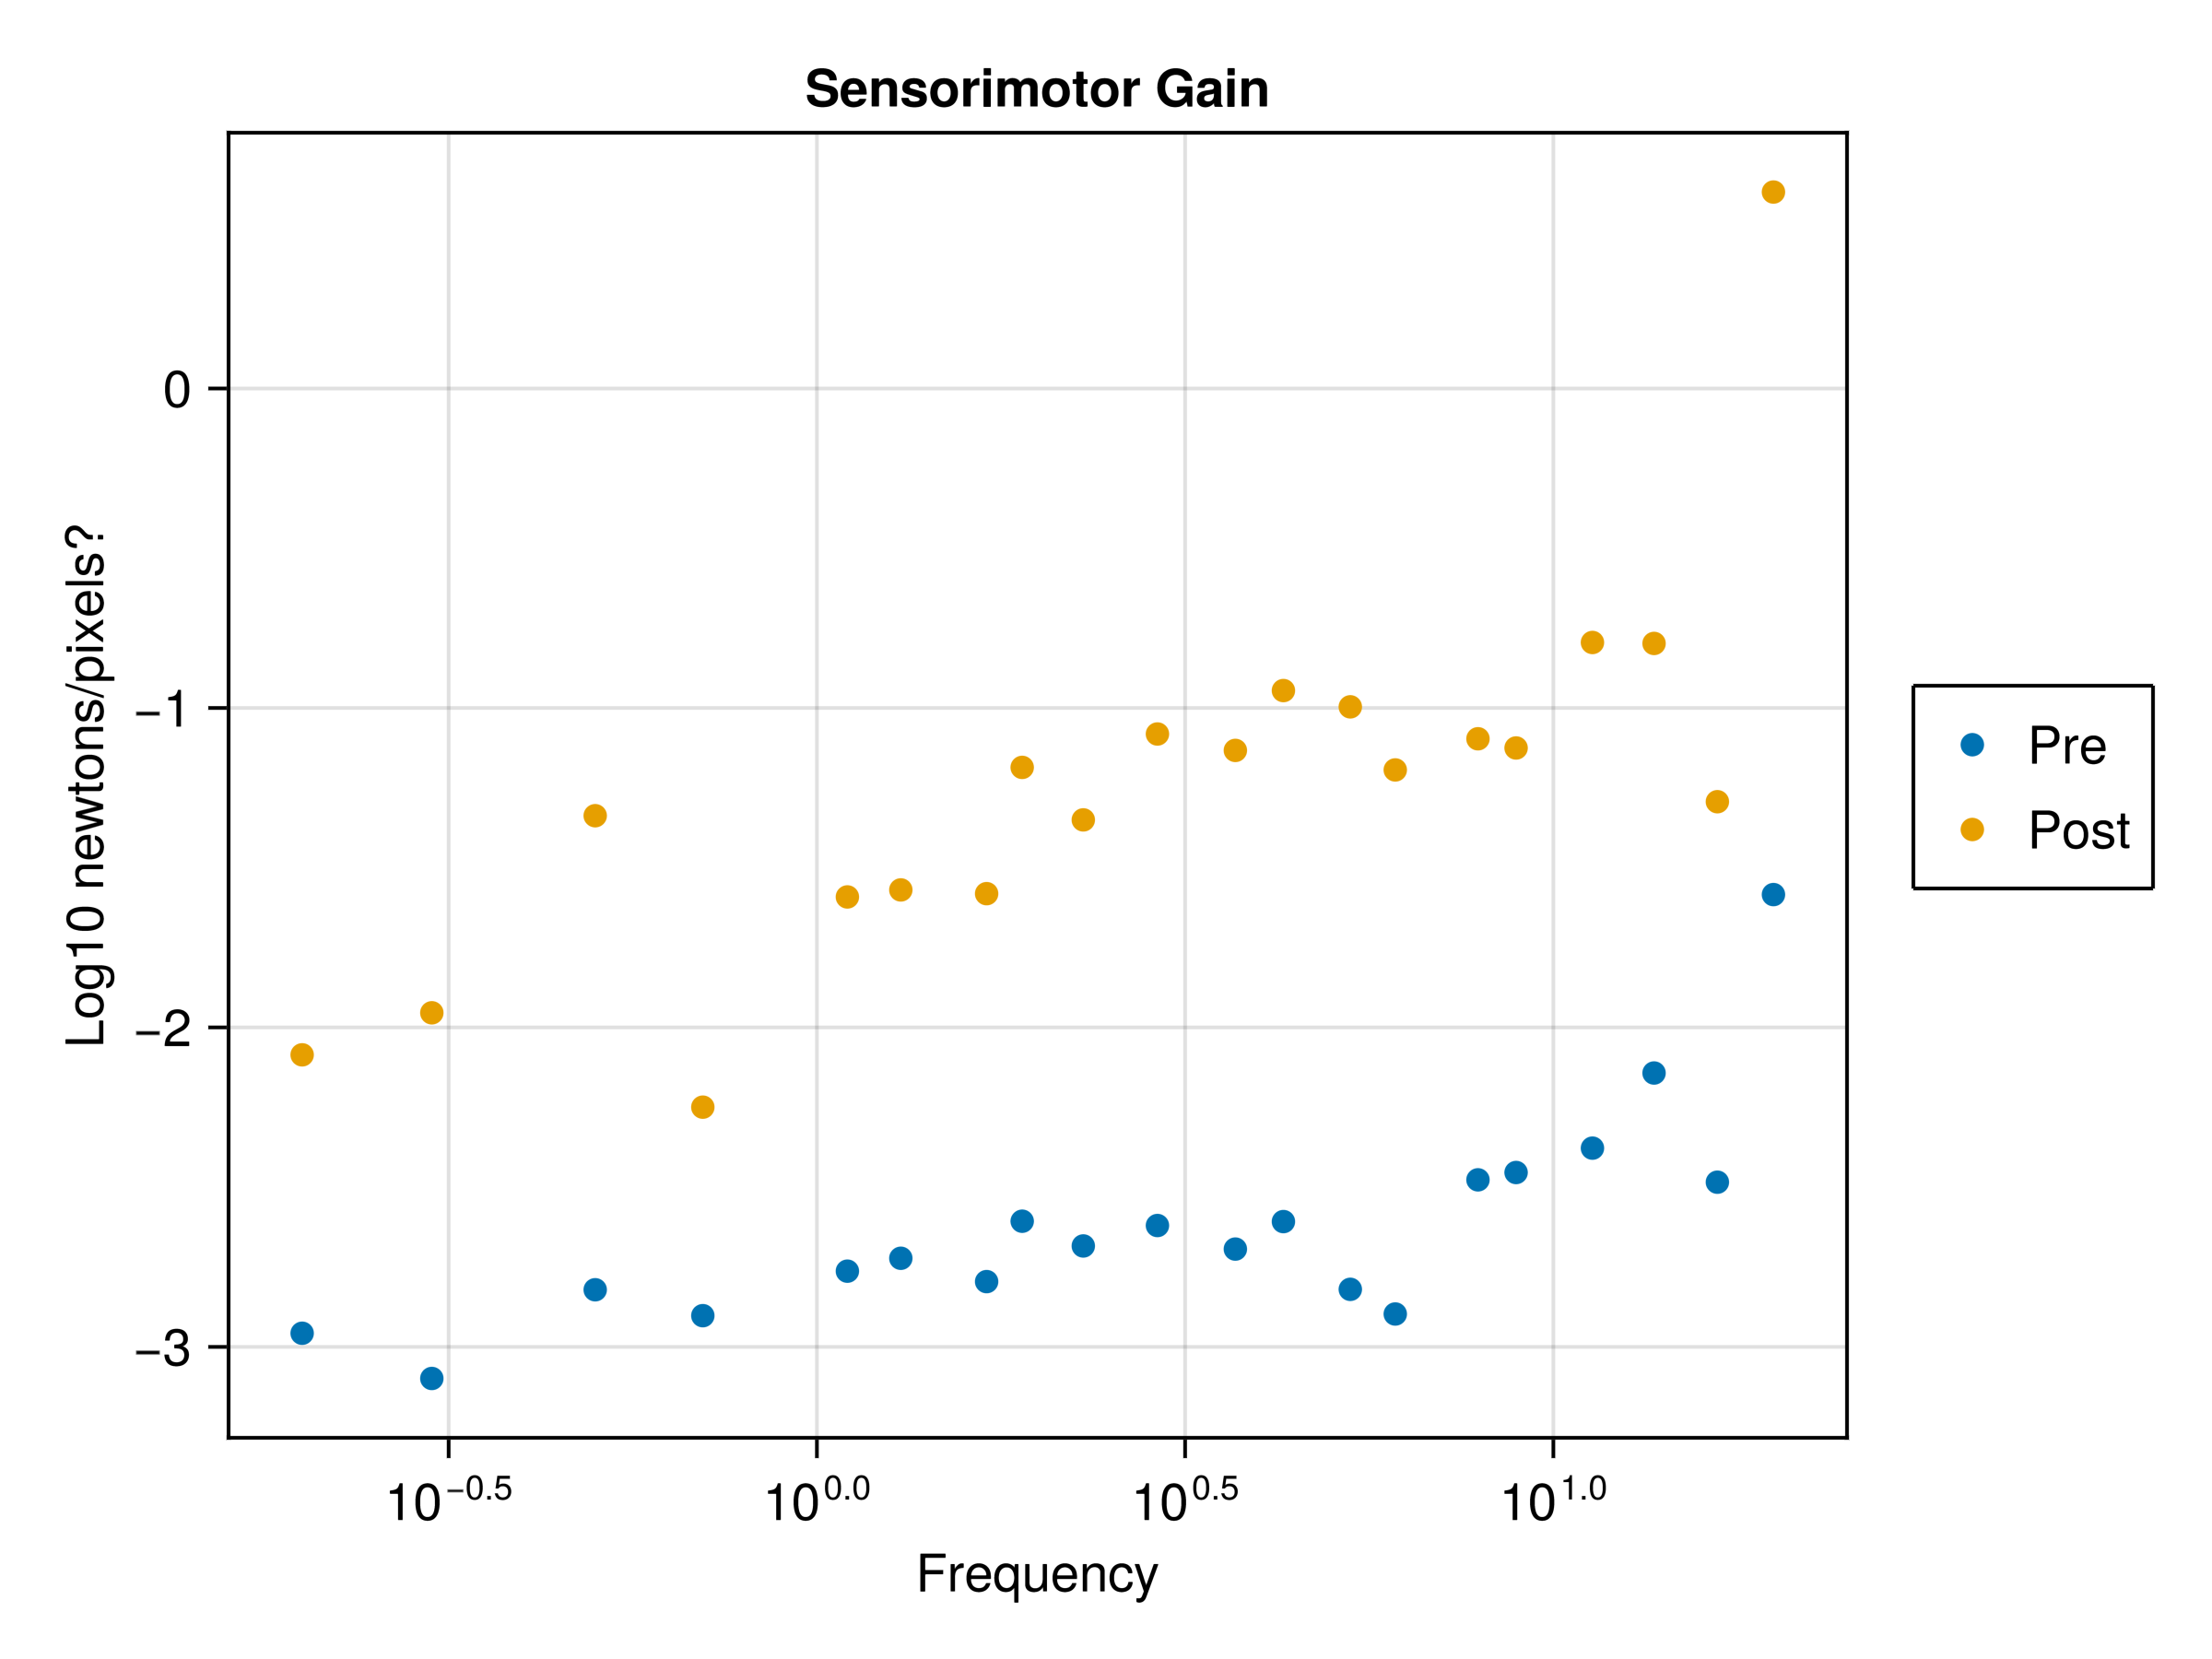 Sensorimotor Gain
Log10 newtons/pixels?
0
−1
−2
−3
10^−0.5
10^0.0
10^0.5
10^1.0
Frequency
Pre
Post